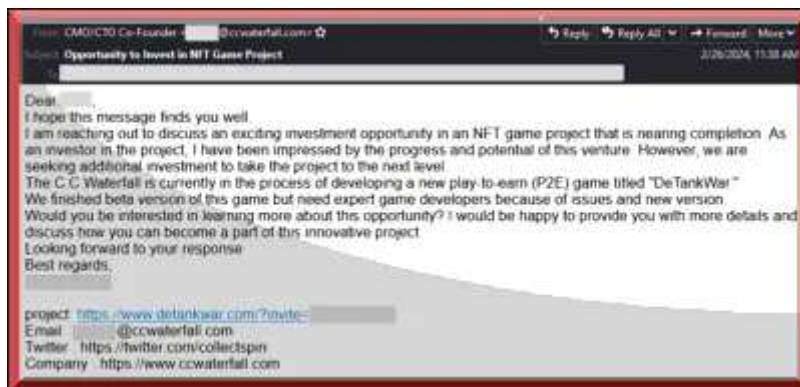 From CMO/CTO Co-Founder < @ccwaterfall.com> Reply Reply All Forward More
Subject Opportunity to Invest in NFT Game Project 2/26/2024, 11:38 AM
To
Dear ,
I hope this message finds you well.
I am reaching out to discuss an exciting investment opportunity in an NFT game project that is nearing completion. As
an investor in the project, I have been impressed by the progress and potential of this venture. However, we are
seeking additional investment to take the project to the next level.
The C.C Waterfall is currently in the process of developing a new play-to-earn (P2E) game titled "DeTankWar."
We finished beta version of this game but need expert game developers because of issues and new version.
Would you be interested in learning more about this opportunity? I would be happy to provide you with more details and
discuss how you can become a part of this innovative project.
Looking forward to your response.
Best regards,
project https://www.detankwar.com/?invite=
Email @ccwaterfall.com
Twitter https://twitter.com/collectspin
Company https://www.ccwaterfall.com